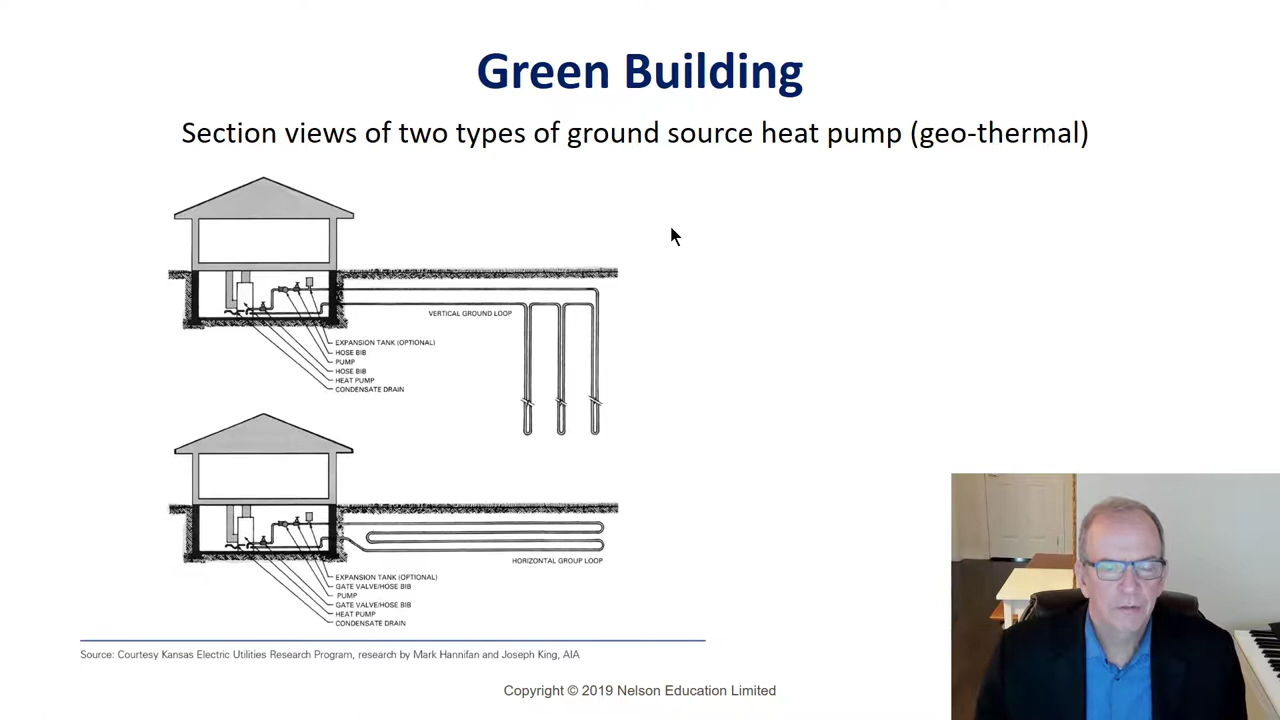 Green Building
Section views of two types of ground source heat pump (geo-thermal)
VERTICAL GROUND LOOP
EXPANSION TANK (OPTIONAL)
HOSE BIB
PUMP
HOSE BIB
HEAT PUMP
CONDENSATE DRAIN
HORIZONTAL GROUP LOOP
EXPANSION TANK (OPTIONAL)
GATE VALVE/HOSE BIB
PUMP
GATE VALVE/HOSE BIB
HEAT PUMP
CONDENSATE DRAIN
Source: Courtesy Kansas Electric Utilities Research Program, research by Mark Hannifan and Joseph King, AIA
Copyright © 2019 Nelson Education Limited